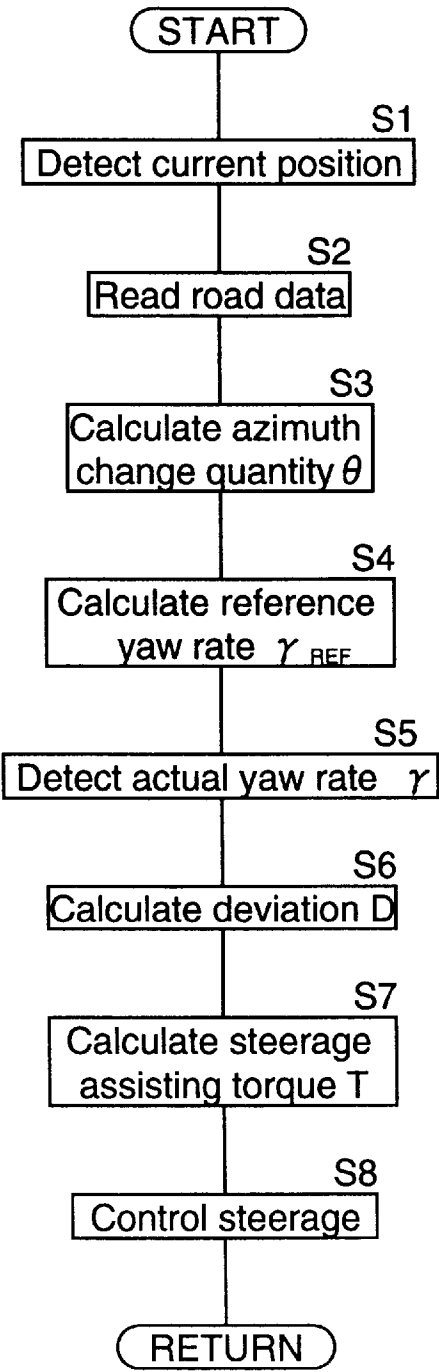 START
S1
Detect current position
S2
Read road data
S3
Calculate azimuth
change quantity θ
S4
Calculate reference
yaw rate γ REF
S5
Detect actual yaw rate γ
S6
Calculate deviation D
S7
Calculate steerage
assisting torque T
S8
Control steerage
RETURN